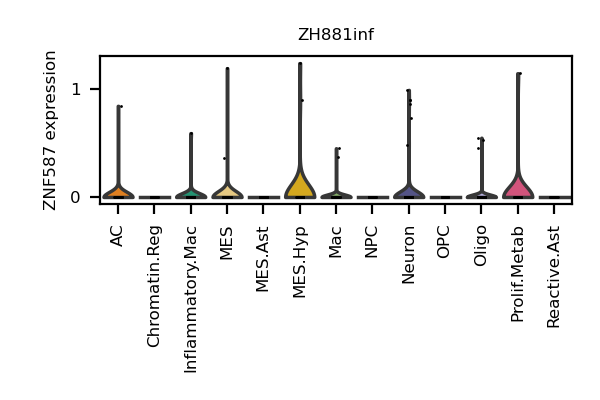 ZH881inf
ZNF587 expression
1
0
AC
Chromatin.Reg
Inflammatory.Mac
MES
MES.Ast
MES.Hyp
Mac
NPC
Neuron
OPC
Oligo
Prolif.Metab
Reactive.Ast